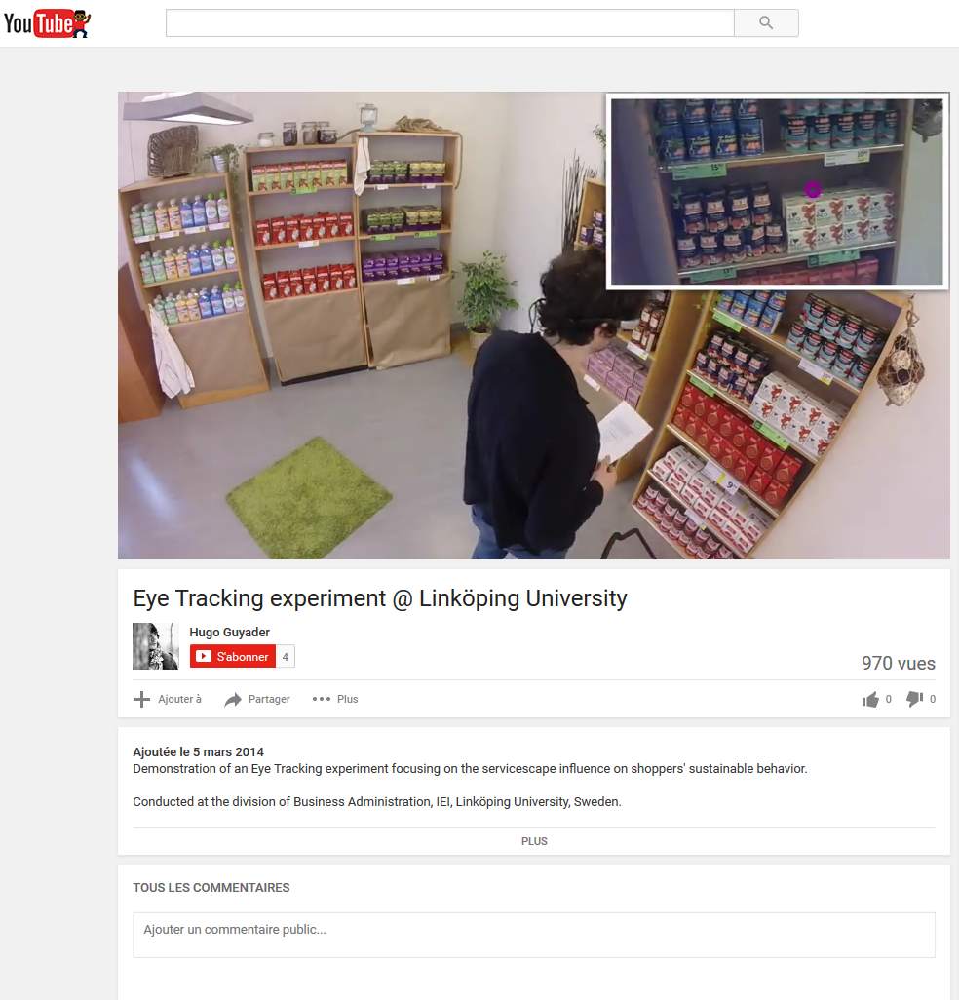 YouTube
Eye Tracking experiment @ Linköping University
Hugo Guyader
S'abonner 4
970 vues
Ajouter à Partager Plus 0 0
Ajoutée le 5 mars 2014
Demonstration of an Eye Tracking experiment focusing on the servicescape influence on shoppers' sustainable behavior.
Conducted at the division of Business Administration, IEI, Linköping University, Sweden.
PLUS
TOUS LES COMMENTAIRES
Ajouter un commentaire public...